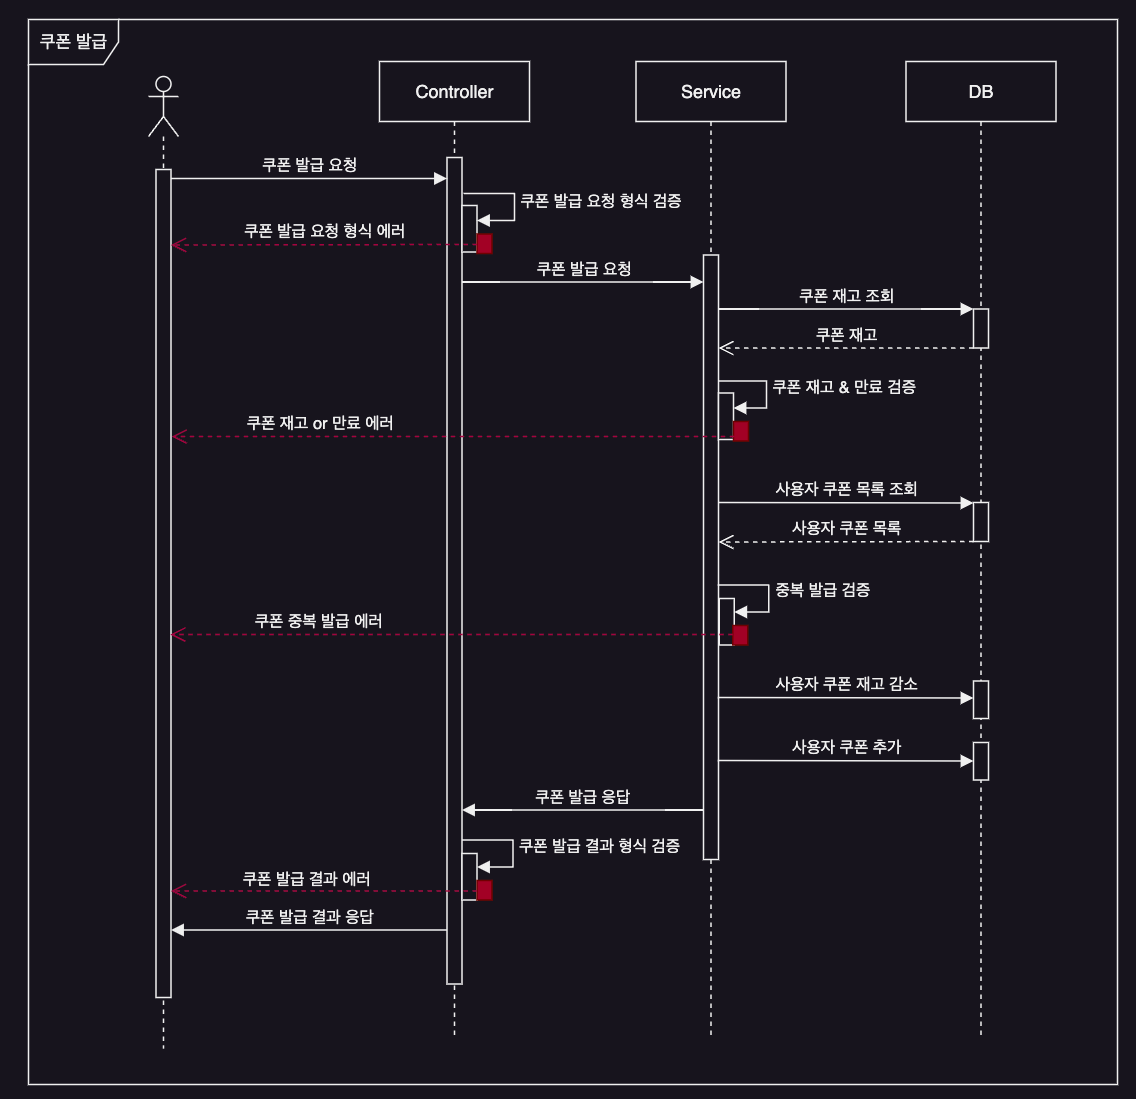 쿠폰 발급
Controller
Service
DB
쿠폰 발급 요청
쿠폰 발급 요청 형식 검증
쿠폰 발급 요청 형식 에러
쿠폰 발급 요청
쿠폰 재고 조회
쿠폰 재고
쿠폰 재고 & 만료 검증
쿠폰 재고 or 만료 에러
사용자 쿠폰 목록 조회
사용자 쿠폰 목록
중복 발급 검증
쿠폰 중복 발급 에러
사용자 쿠폰 재고 감소
사용자 쿠폰 추가
쿠폰 발급 응답
쿠폰 발급 결과 형식 검증
쿠폰 발급 결과 에러
쿠폰 발급 결과 응답